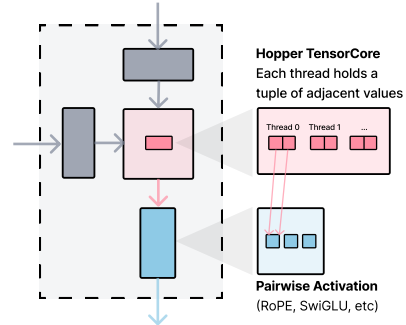 Hopper TensorCore
Each thread holds a
tuple of adjacent values
Thread 0 Thread 1 ...
Pairwise Activation
(RoPE, SwiGLU, etc)